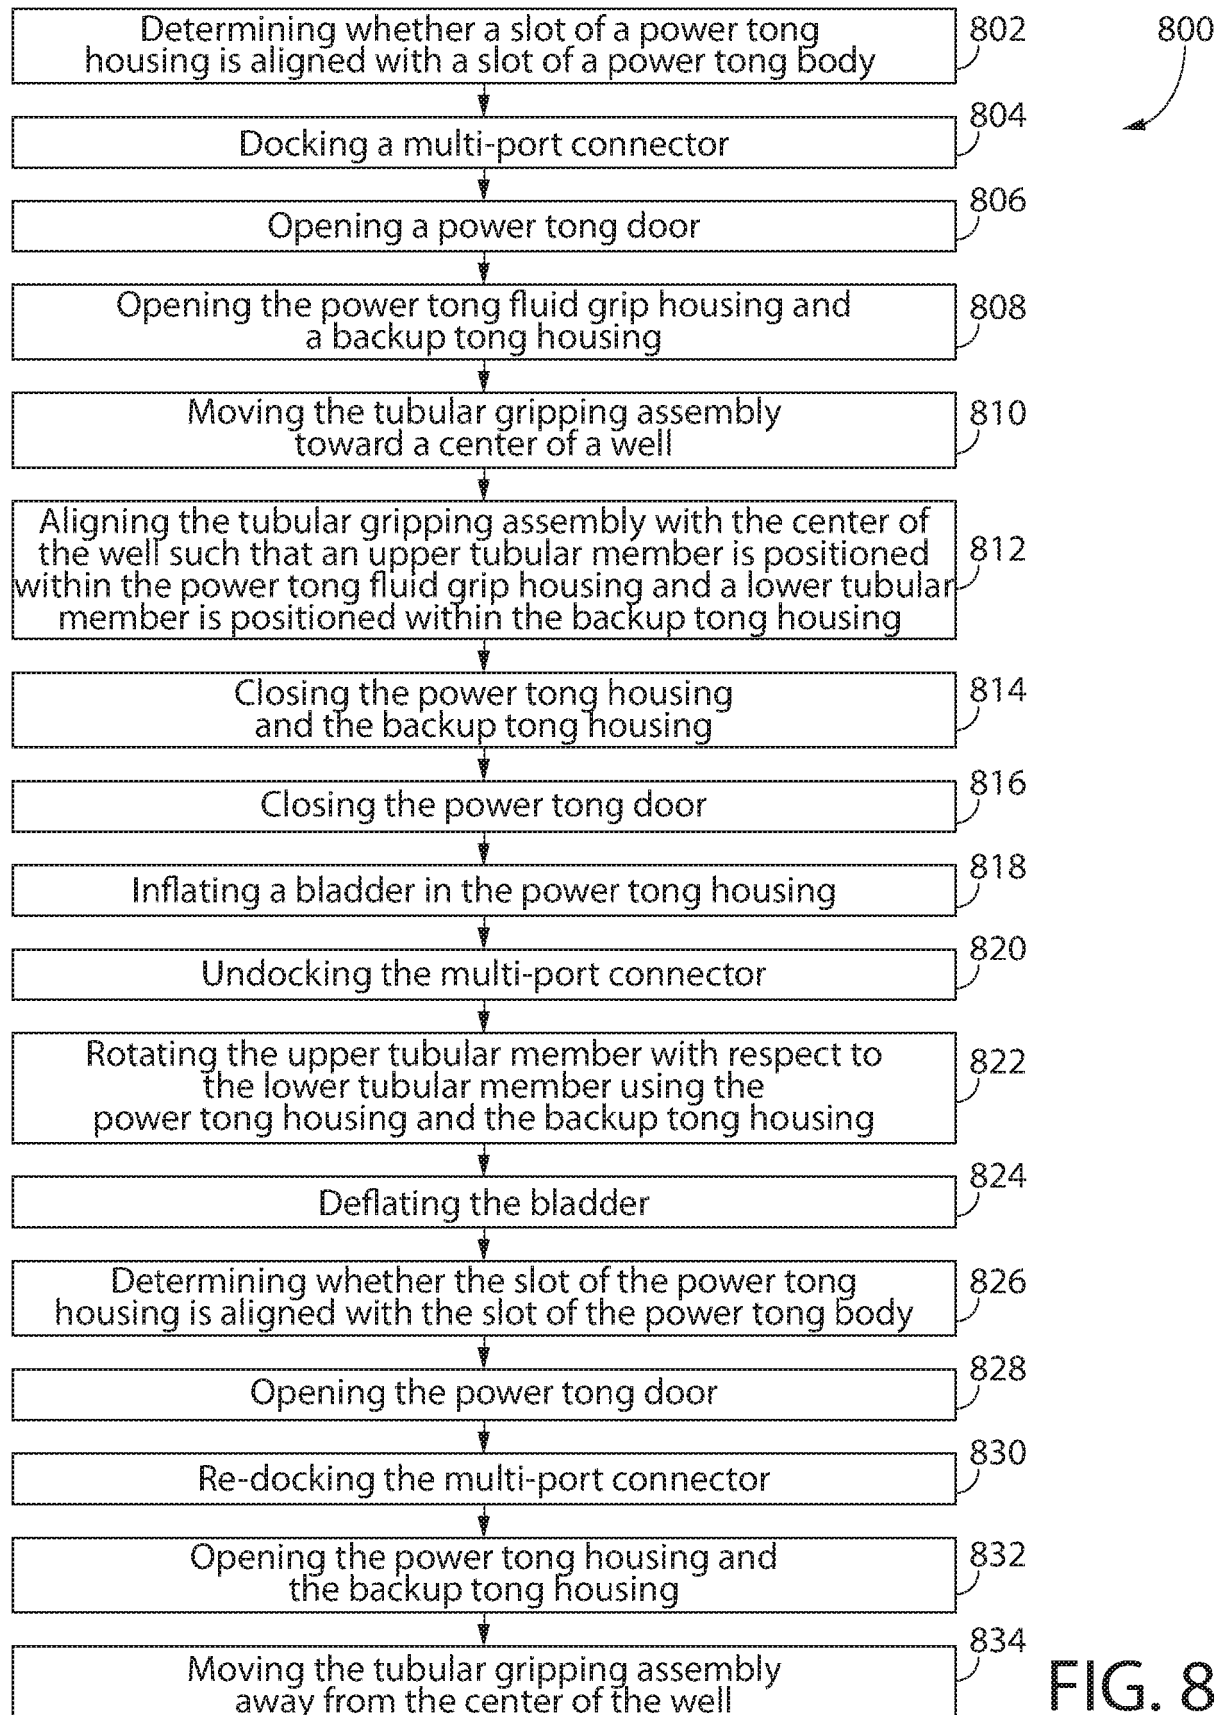 Determining whether a slot of a power tong
housing is aligned with a slot of a power tong body
802
800
Docking a multi-port connector
804
Opening a power tong door
806
Opening the power tong fluid grip housing and
a backup tong housing
808
Moving the tubular gripping assembly
toward a center of a well
810
Aligning the tubular gripping assembly with the center of
the well such that an upper tubular member is positioned
within the power tong fluid grip housing and a lower tubular
member is positioned within the backup tong housing
812
Closing the power tong housing
and the backup tong housing
814
Closing the power tong door
816
Inflating a bladder in the power tong housing
818
Undocking the multi-port connector
820
Rotating the upper tubular member with respect to
the lower tubular member using the
power tong housing and the backup tong housing
822
Deflating the bladder
824
Determining whether the slot of the power tong
housing is aligned with the slot of the power tong body
826
Opening the power tong door
828
Re-docking the multi-port connector
830
Opening the power tong housing and
the backup tong housing
832
Moving the tubular gripping assembly
away from the center of the well
834
FIG. 8